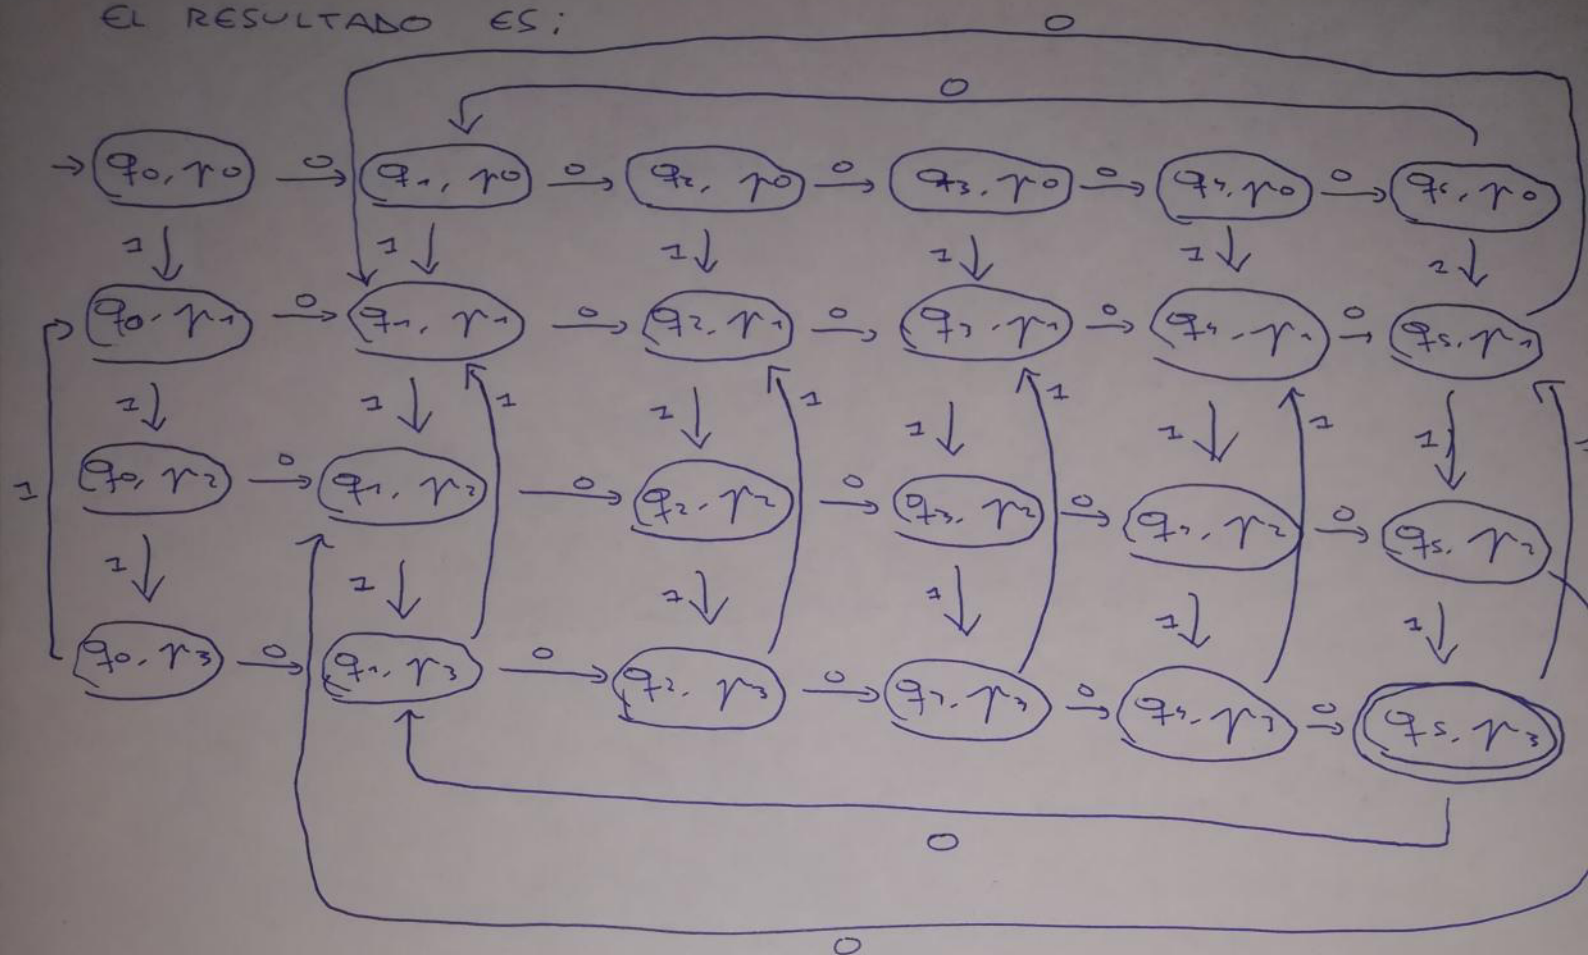 EL RESULTADO ES:
0
0
q0, r0 0 q1, r0 0 q2, r0 0 q3, r0 0 q4, r0 0 q5, r0
1 1 1 1 1 1
q0, r1 0 q1, r1 0 q2, r1 0 q3, r1 0 q4, r1 0 q5, r1
1 1 1 1 1 1 1 1 1 1 1
1 q0, r2 0 q1, r2 0 q2, r2 0 q3, r2 0 q4, r2 0 q5, r2
1 1 1 1 1 1
q0, r3 0 q1, r3 0 q2, r3 0 q3, r3 0 q4, r3 0 q5, r3
0
0